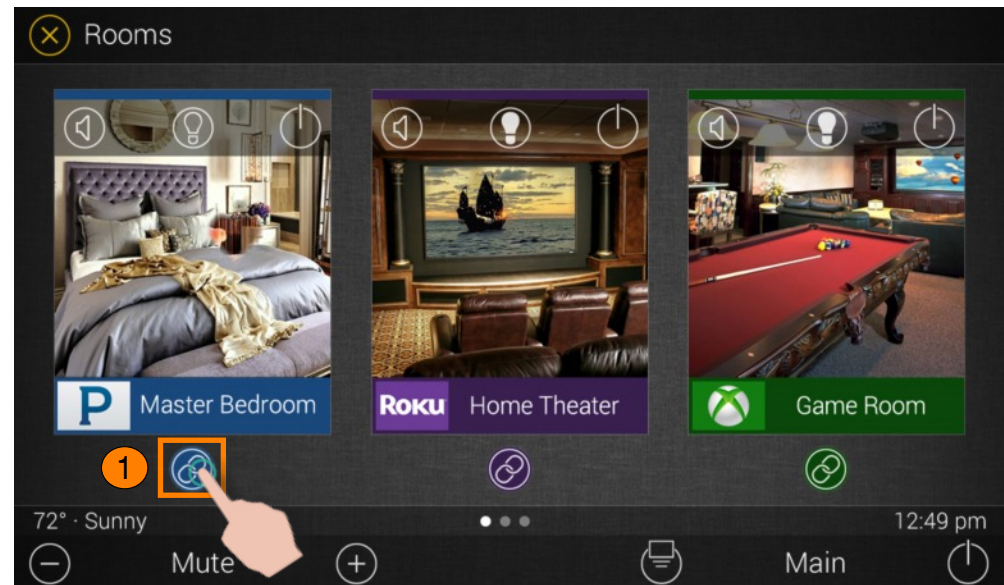 Rooms
P Master Bedroom
ROKU Home Theater
Game Room
1
72° · Sunny
12:49 pm
Mute
Main